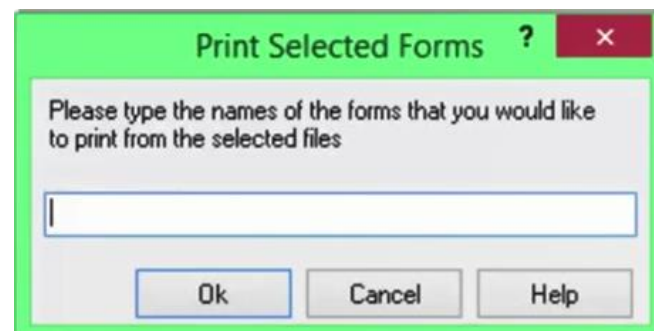 Print Selected Forms ?
Please type the names of the forms that you would like
to print from the selected files
Ok Cancel Help